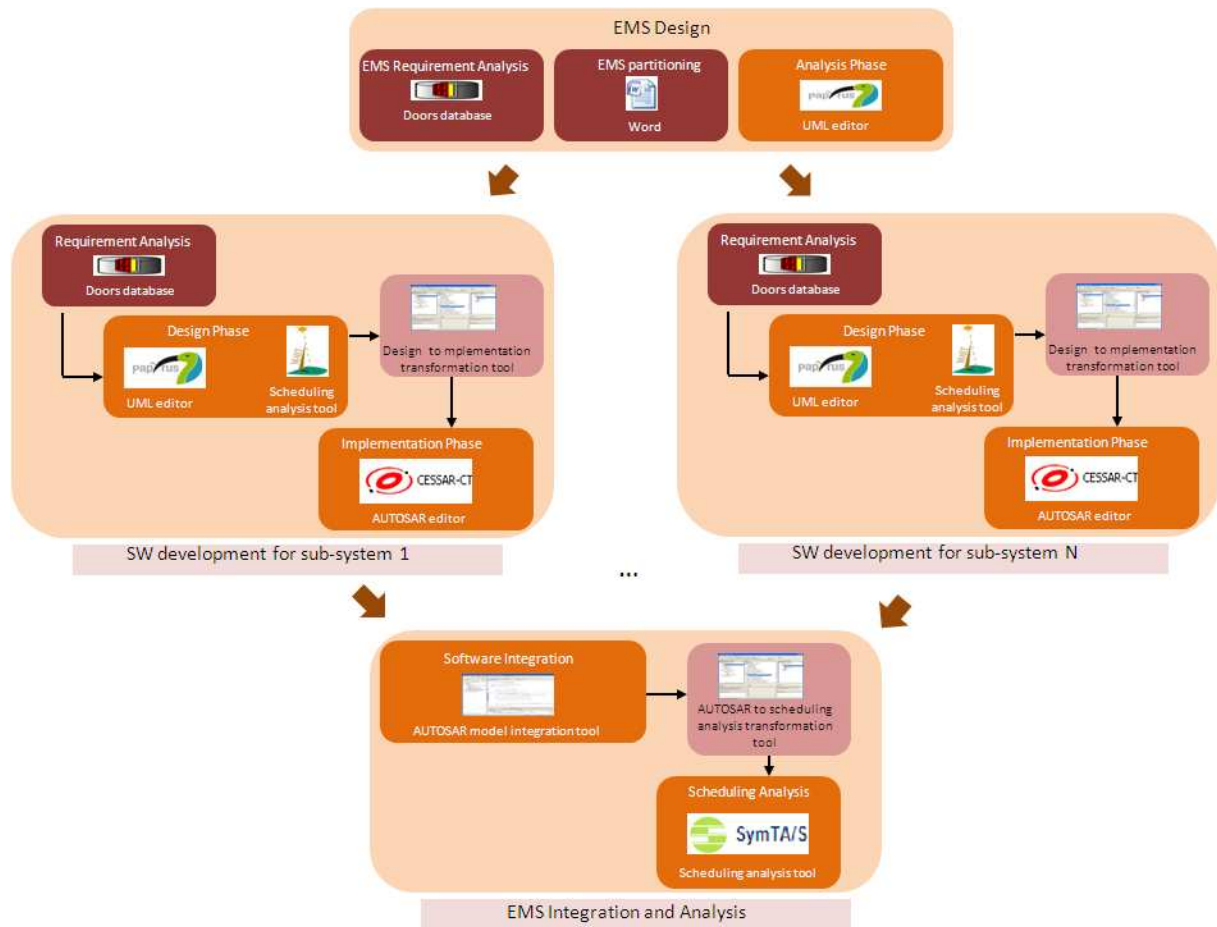 EMS Design
EMS Requirement Analysis
Doors database
EMS partitioning
Word
Analysis Phase
papyrus
UML editor
Requirement Analysis
Doors database
Design Phase
papyrus
UML editor
Scheduling
analysis tool
Design to mplementation
transformation tool
Implementation Phase
CESSAR-CT
AUTOSAR editor
SW development for sub-system 1
...
Requirement Analysis
Doors database
Design Phase
papyrus
UML editor
Scheduling
analysis tool
Design to mplementation
transformation tool
Implementation Phase
CESSAR-CT
AUTOSAR editor
SW development for sub-system N
Software Integration
AUTOSAR model integration tool
AUTOSAR to scheduling
analysis transformation
tool
Scheduling Analysis
SymTA/S
Scheduling analysis tool
EMS Integration and Analysis